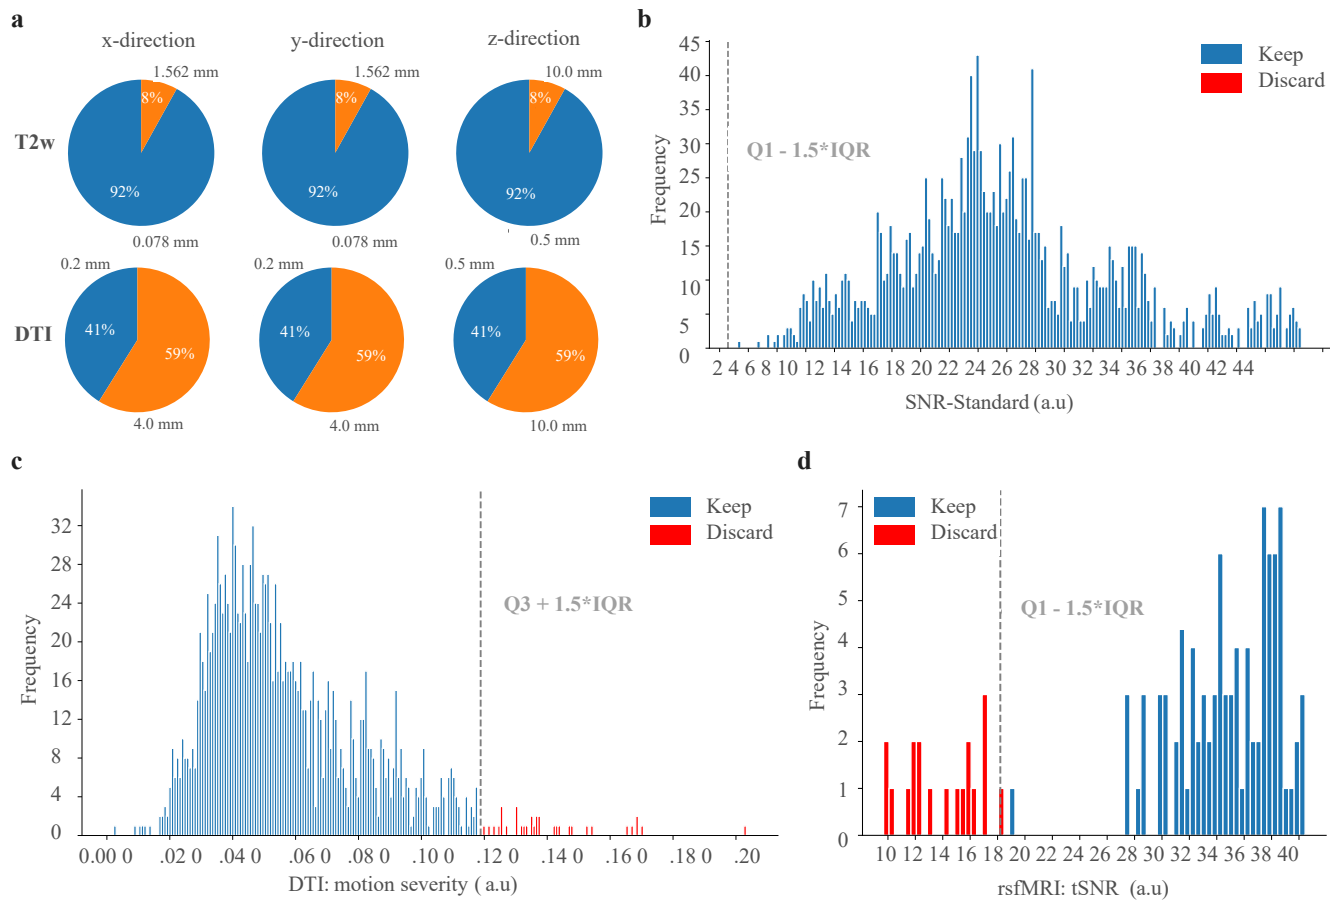 a
x-direction
y-direction
z-direction
T2w
1.562 mm
8%
92%
0.078 mm
1.562 mm
8%
92%
0.078 mm
10.0 mm
8%
92%
0.5 mm
DTI
0.2 mm
41%
59%
4.0 mm
0.2 mm
41%
59%
4.0 mm
0.5 mm
41%
59%
10.0 mm
b
45
40
35
30
25
20
15
10
5
0
Frequency
Q1 - 1.5*IQR
Keep
Discard
2 4 6 8 10 12 14 16 18 20 22 24 26 28 30 32 34 36 38 40 42 44
SNR-Standard (a.u)
c
32
28
24
20
16
12
8
4
0
Frequency
Q3 + 1.5*IQR
Keep
Discard
0.00 0 .02 0 .04 0 .06 0 .08 0 .10 0 .12 0 .14 0 .16 0 .18 0 .20
DTI: motion severity ( a.u)
d
7
6
5
4
3
2
1
0
Frequency
Keep
Discard
Q1 - 1.5*IQR
10 12 14 16 18 20 22 24 26 28 30 32 34 36 38 40
rsfMRI: tSNR (a.u)